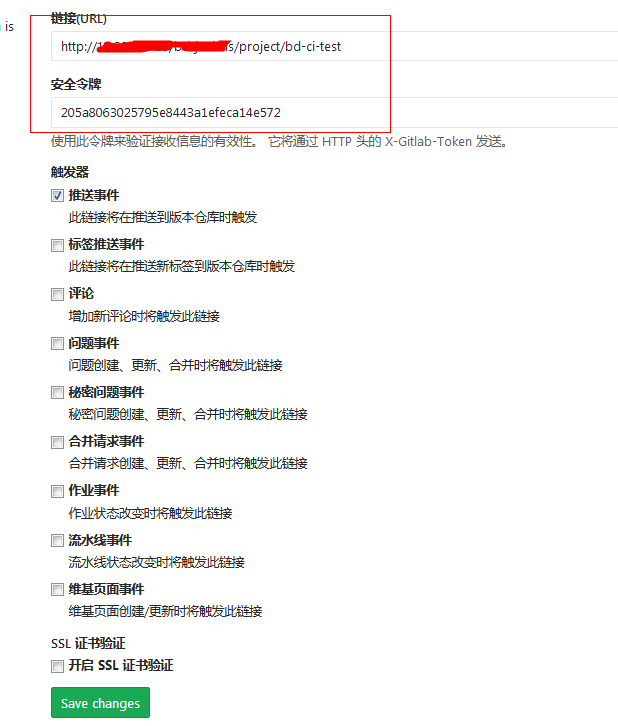 is
链接(URL)
http:// s/project/bd-ci-test
安全令牌
205a8063025795e8443a1efeca14e572
使用此令牌来验证接收信息的有效性。 它将通过 HTTP 头的 X-Gitlab-Token 发送。
触发器
推送事件
此链接将在推送到版本仓库时触发
标签推送事件
此链接将在推送新标签到版本仓库时触发
评论
增加新评论时将触发此链接
问题事件
问题创建、更新、合并时将触发此链接
秘密问题事件
秘密问题创建、更新、合并时将触发此链接
合并请求事件
合并请求创建、更新、合并时将触发此链接
作业事件
作业状态改变时将触发此链接
流水线事件
流水线状态改变时将触发此链接
维基页面事件
维基页面创建/更新时将触发此链接
SSL 证书验证
开启 SSL 证书验证
Save changes